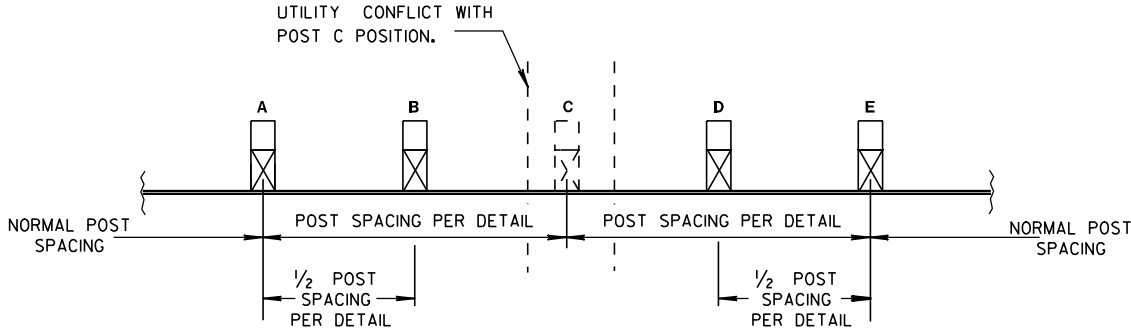 UTILITY CONFLICT WITH
POST C POSITION.
A
B
C
D
E
NORMAL POST
SPACING
POST SPACING PER DETAIL
POST SPACING PER DETAIL
NORMAL POST
SPACING
½ POST
SPACING
PER DETAIL
½ POST
SPACING
PER DETAIL